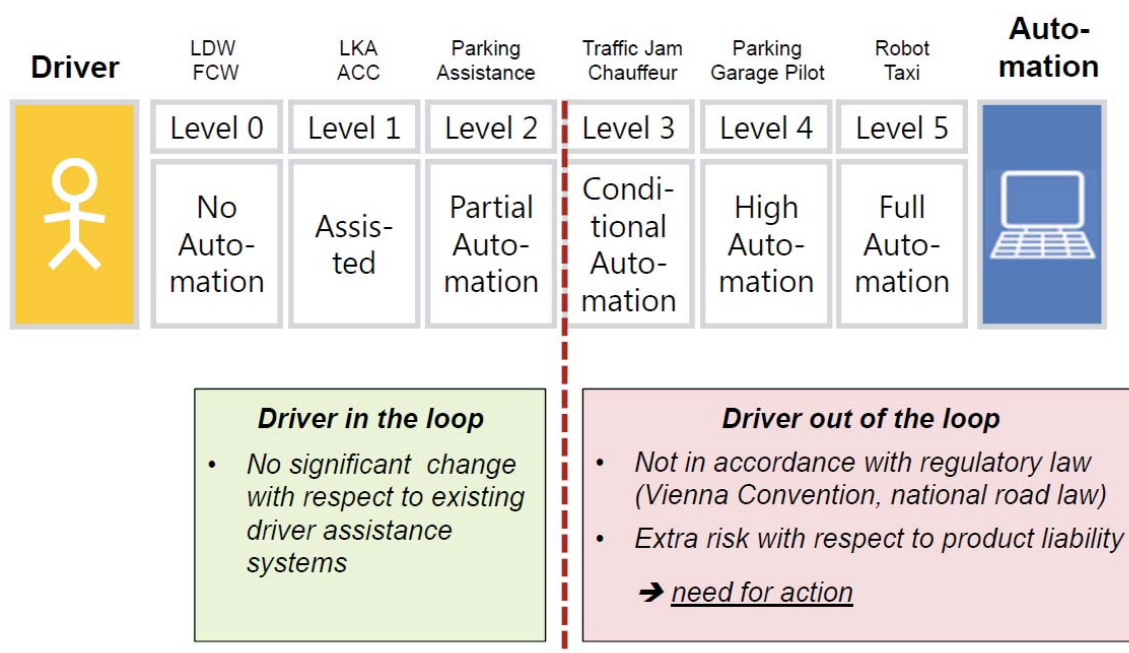 Driver
LDW
FCW
LKA
ACC
Parking
Assistance
Traffic Jam
Chauffeur
Parking
Garage Pilot
Robot
Taxi
Auto-
mation
Level 0
Level 1
Level 2
Level 3
Level 4
Level 5
No
Auto-
mation
Assis-
ted
Partial
Auto-
mation
Condi-
tional
Auto-
mation
High
Auto-
mation
Full
Auto-
mation
Driver in the loop
• No significant change
with respect to existing
driver assistance
systems
Driver out of the loop
• Not in accordance with regulatory law
(Vienna Convention, national road law)
• Extra risk with respect to product liability
➔ need for action